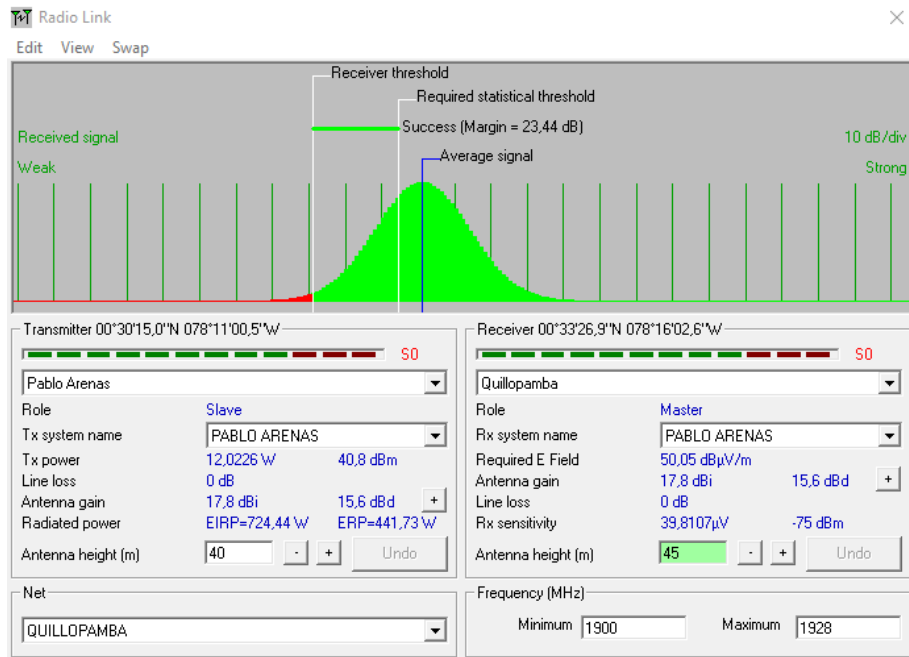 Radio Link
Edit View Swap
Receiver threshold
Required statistical threshold
Success (Margin = 23,44 dB)
Received signal 10 dB/div
Average signal
Weak Strong
Transmitter 00°30'15,0''N 078°11'00,5''W
S0
Pablo Arenas
Role Slave
Tx system name PABLO ARENAS
Tx power 12,0226 W 40,8 dBm
Line loss 0 dB
Antenna gain 17,8 dBi 15,6 dBd +
Radiated power EIRP=724,44 W ERP=441,73 W
Antenna height (m) 40 - + Undo
Net
QUILLOPAMBA
Receiver 00°33'26,9''N 078°16'02,6''W
S0
Quillopamba
Role Master
Rx system name PABLO ARENAS
Required E Field 50,05 dBµV/m
Antenna gain 17,8 dBi 15,6 dBd +
Line loss 0 dB
Rx sensitivity 39,8107µV -75 dBm
Antenna height (m) 45 - + Undo
Frequency (MHz)
Minimum 1900 Maximum 1928